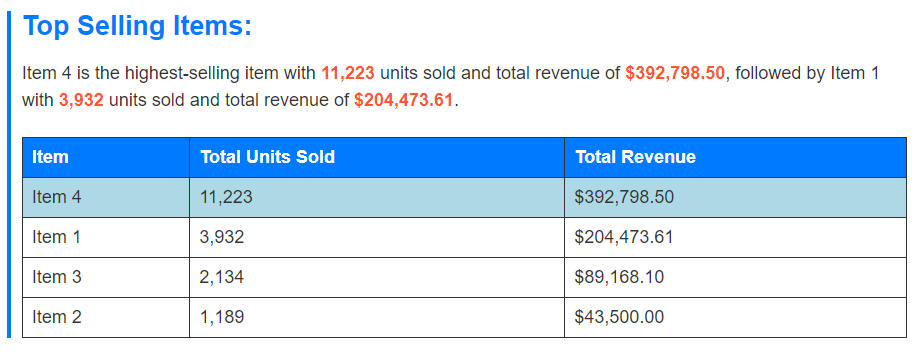 Top Selling Items:
Item 4 is the highest-selling item with 11,223 units sold and total revenue of $392,798.50, followed by Item 1
with 3,932 units sold and total revenue of $204,473.61.
Item Total Units Sold Total Revenue
Item 4 11,223 $392,798.50
Item 1 3,932 $204,473.61
Item 3 2,134 $89,168.10
Item 2 1,189 $43,500.00